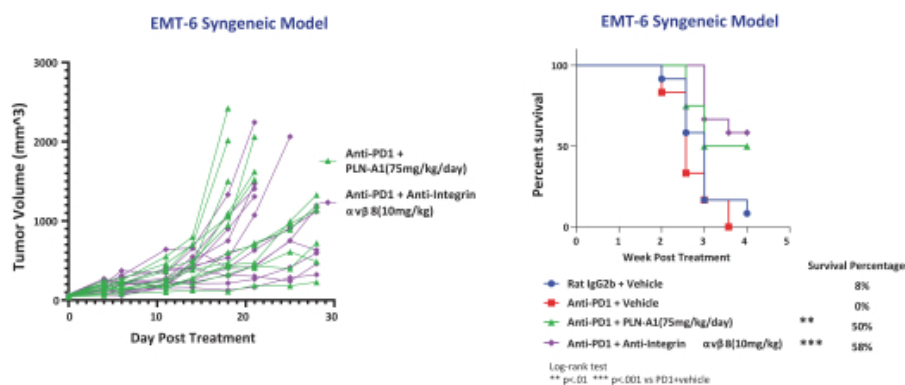 EMT-6 Syngeneic Model
3000
2000
1000
0
Tumor Volume (mm^3)
0
10
20
30
Day Post Treatment
Anti-PD1 +
PLN-A1(75mg/kg/day)
Anti-PD1 + Anti-Integrin
αvβ8(10mg/kg)
EMT-6 Syngeneic Model
100
50
0
Percent survival
0
1
2
3
4
5
Week Post Treatment
Survival Percentage
Rat IgG2b + Vehicle 8%
Anti-PD1 + Vehicle 0%
Anti-PD1 + PLN-A1(75mg/kg/day) ** 50%
Anti-PD1 + Anti-Integrin αvβ8(10mg/kg) *** 58%
Log-rank test
** p<.01 *** p<.001 vs PD1+vehicle